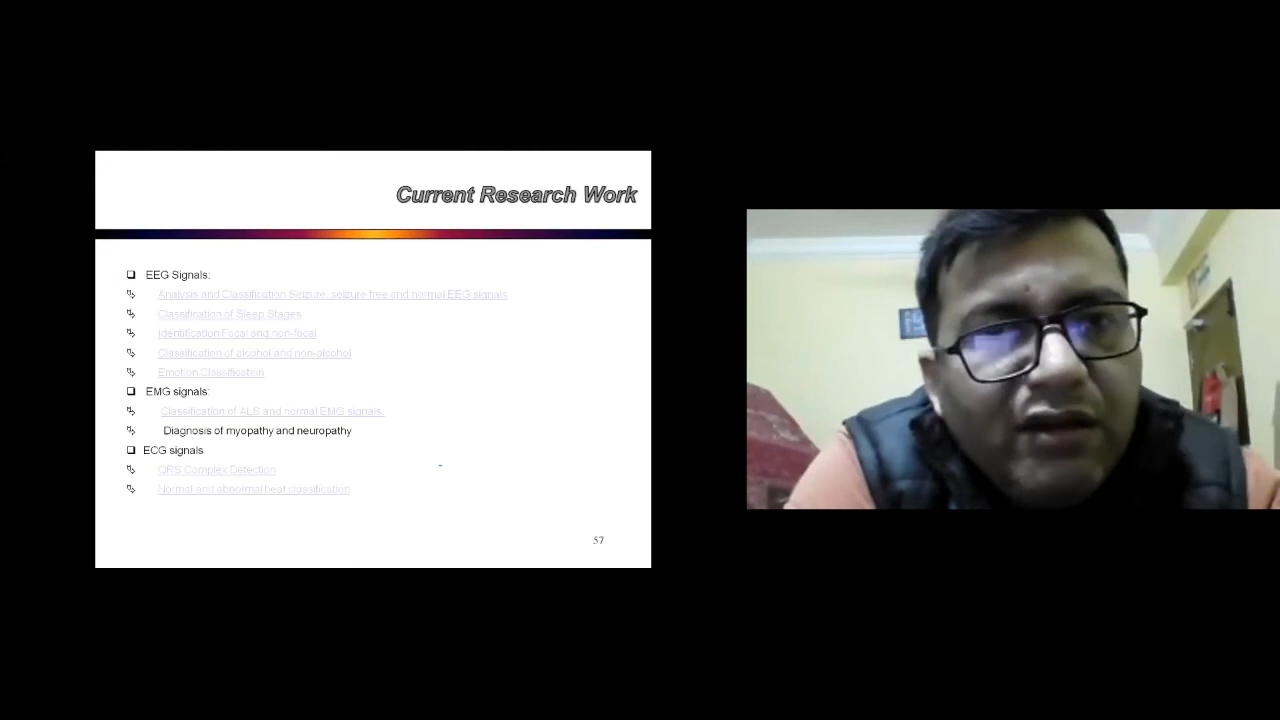 Current Research Work
EEG Signals:
Analysis and Classification Seizure, seizure free and normal EEG signals
Classification of Sleep Stages
Identification Focal and non-focal
Classification of alcohol and non-alcohol
Emotion Classification
EMG signals:
Classification of ALS and normal EMG signals
Diagnosis of myopathy and neuropathy
ECG signals
QRS Complex Detection
Normal and abnormal beat classification
57